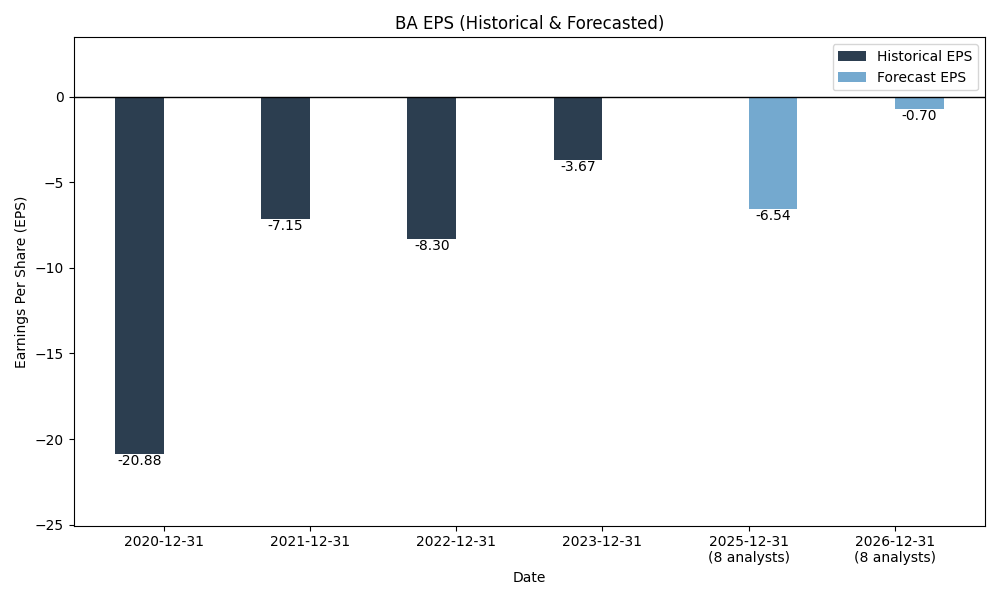 BA EPS (Historical & Forecasted)
Historical EPS
Forecast EPS
Earnings Per Share (EPS)
0
−5
−10
−15
−20
−25
-20.88
-7.15
-8.30
-3.67
-6.54
-0.70
2020-12-31
2021-12-31
2022-12-31
2023-12-31
2025-12-31
(8 analysts)
2026-12-31
(8 analysts)
Date